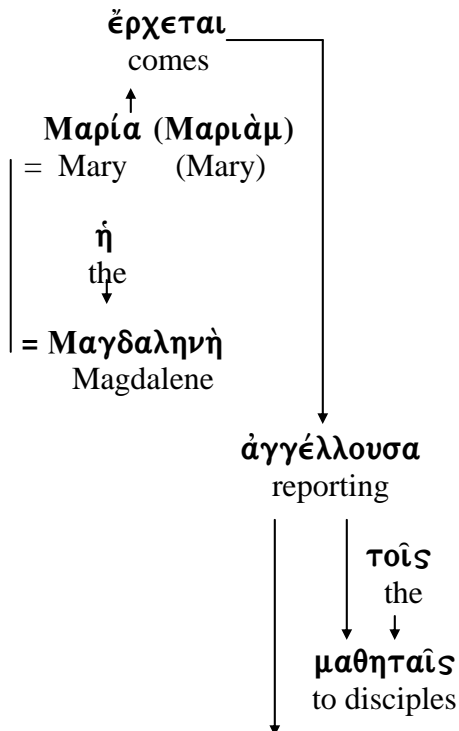 ἔρχεται
comes
Μαρία (Μαριὰμ)
= Mary (Mary)
ἡ
the
= Μαγδαληνὴ
Magdalene
ἀγγέλλουσα
reporting
τοῖς
the
μαθηταῖς
to disciples